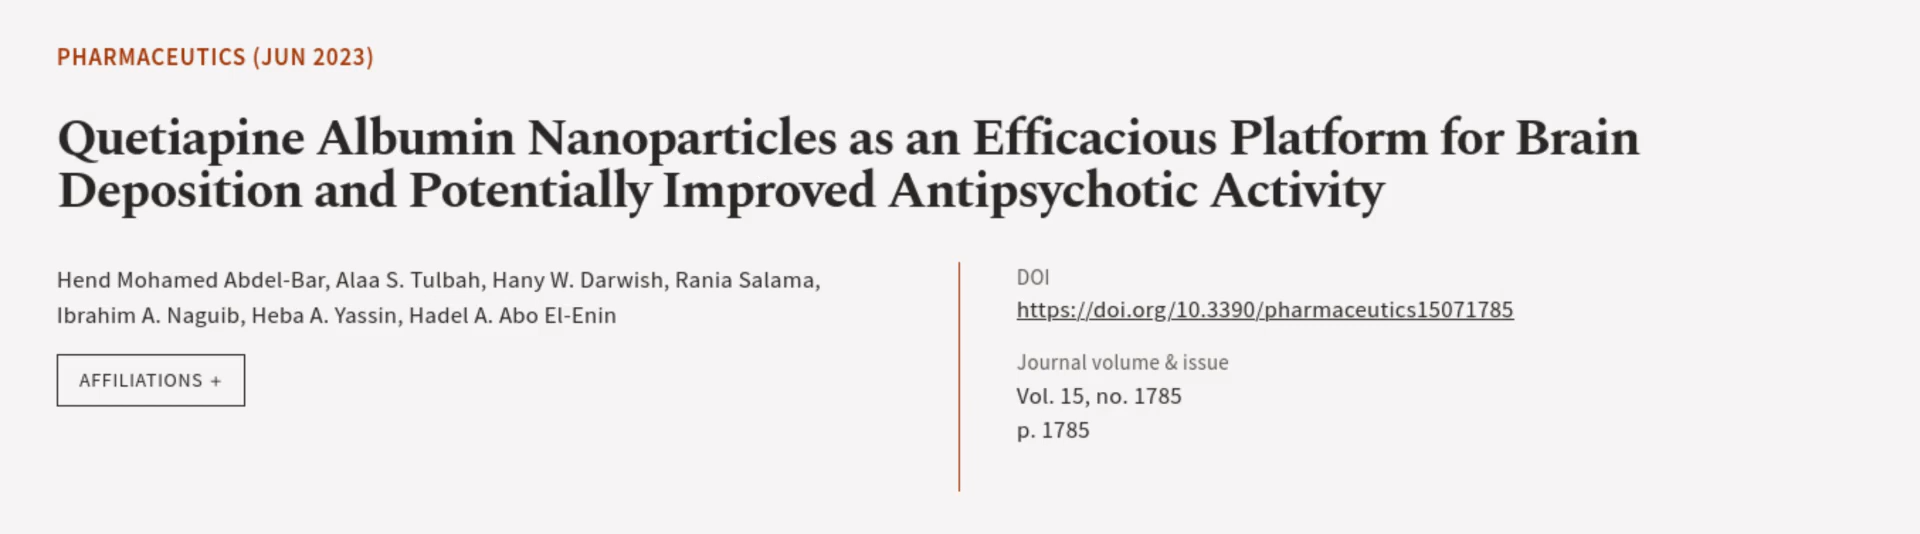 PHARMACEUTICS (JUN 2023)
Quetiapine Albumin Nanoparticles as an Efficacious Platform for Brain
Deposition and Potentially Improved Antipsychotic Activity
Hend Mohamed Abdel-Bar, Alaa S. Tulbah, Hany W. Darwish, Rania Salama,
Ibrahim A. Naguib, Heba A. Yassin, Hadel A. Abo El-Enin
AFFILIATIONS +
DOI
https://doi.org/10.3390/pharmaceutics15071785
Journal volume & issue
Vol. 15, no. 1785
p. 1785